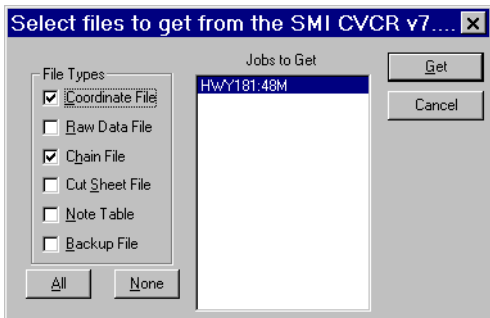 Select files to get from the SMI CVCR v7....
File Types
Coordinate File
Raw Data File
Chain File
Cut Sheet File
Note Table
Backup File
All
None
Jobs to Get
HWY181:48M
Get
Cancel